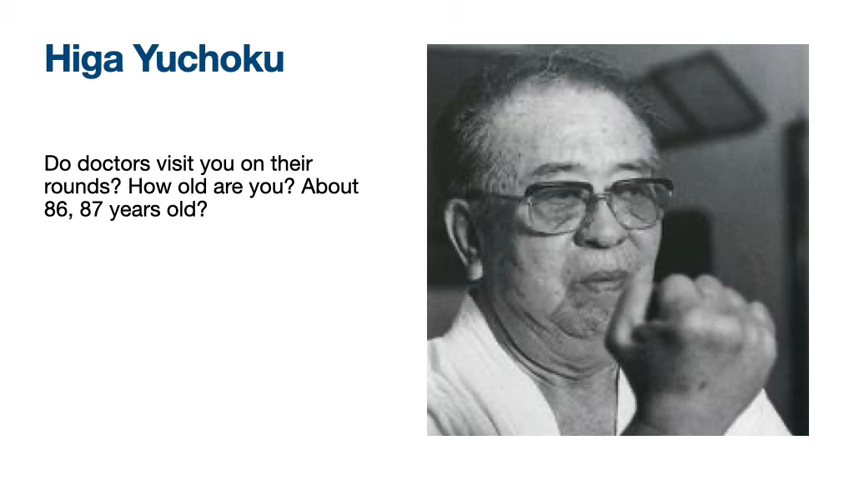 Higa Yuchoku
Do doctors visit you on their
rounds? How old are you? About
86, 87 years old?